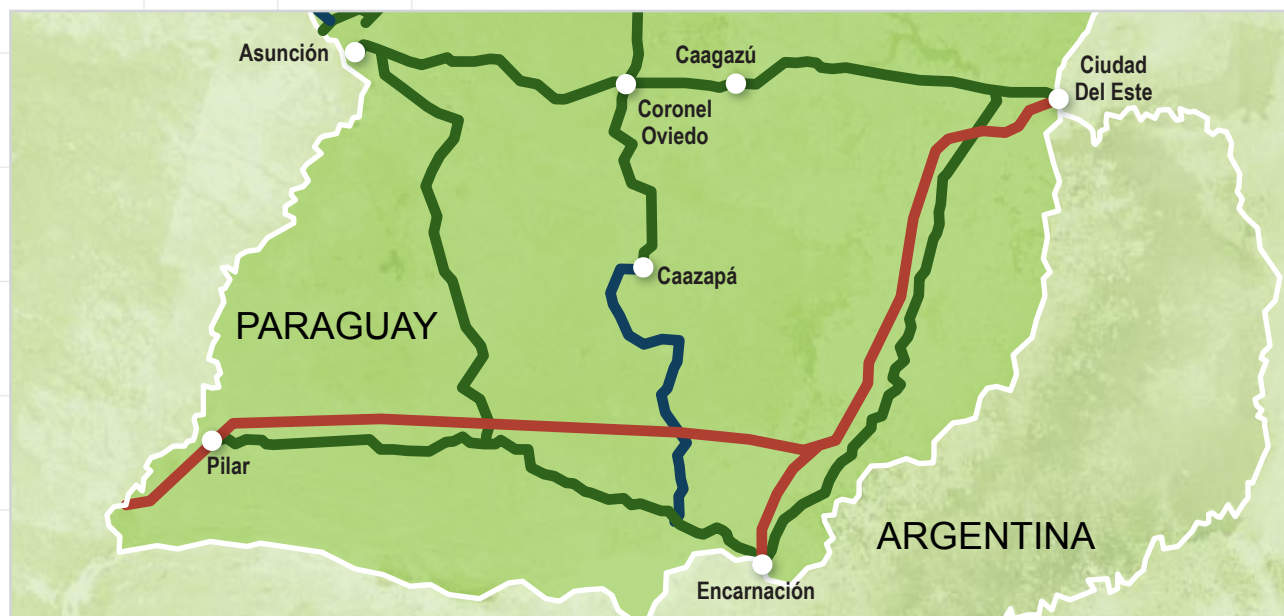 Asunción
Caagazú
Ciudad
Del Este
Coronel
Oviedo
Caazapá
PARAGUAY
Pilar
ARGENTINA
Encarnación